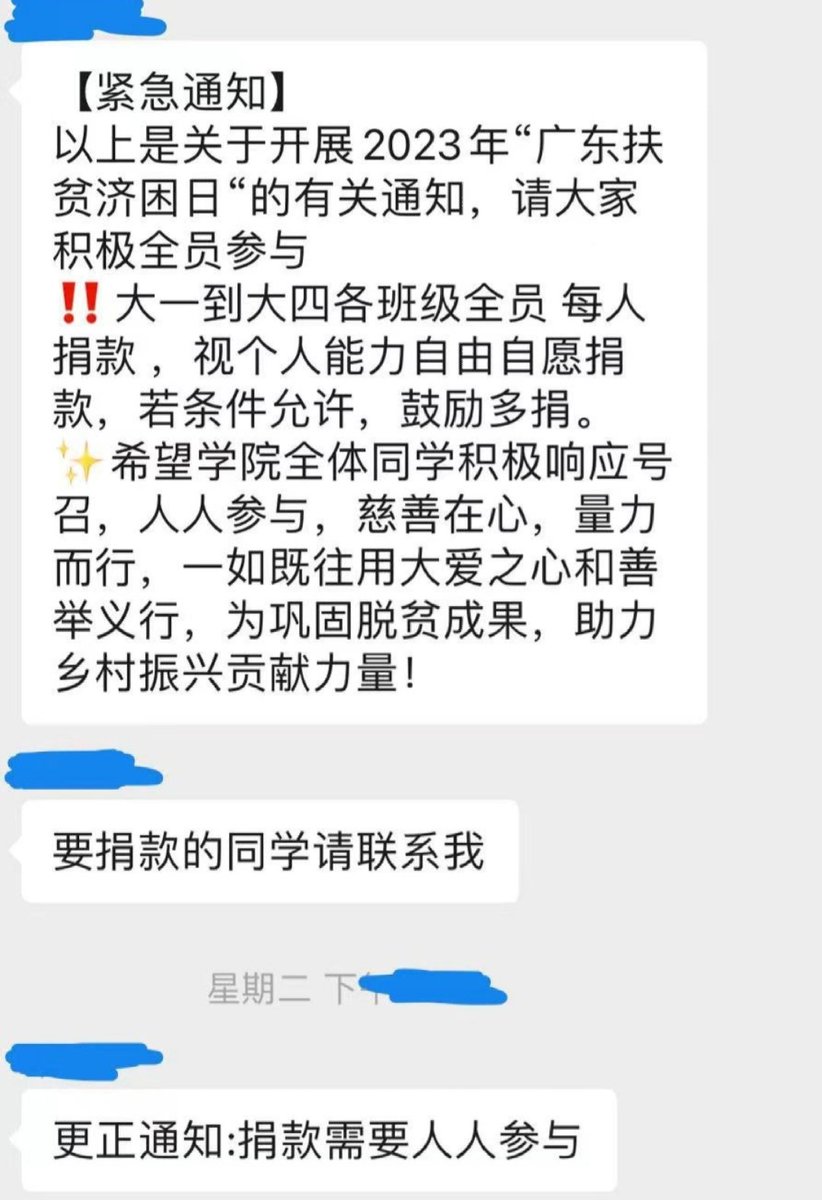 【紧急通知】
以上是关于开展2023年“广东扶
贫济困日“的有关通知，请大家
积极全员参与
‼️大一到大四各班级全员 每人
捐款 ，视个人能力自由自愿捐
款，若条件允许，鼓励多捐。
✨希望学院全体同学积极响应号
召，人人参与，慈善在心，量力
而行，一如既往用大爱之心和善
举义行，为巩固脱贫成果，助力
乡村振兴贡献力量！
要捐款的同学请联系我
星期二 下午
更正通知:捐款需要人人参与